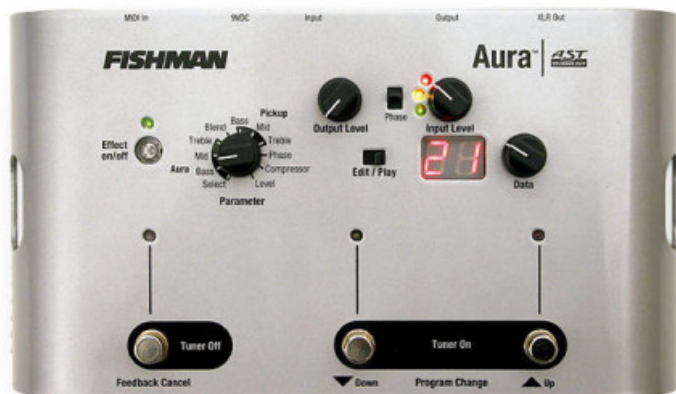 MIDI In 9VDC Input Output XLR Out
FISHMAN
Aura™ AST
Pickup
Bass
Blend Mid
Treble Treble
Mid Phase
Aura Bass Compressor
Select Level
Parameter
Effect
on/off
Output Level
Phase
Input Level
Edit / Play
21
Data
Tuner Off
Tuner On
Feedback Cancel
Down Program Change Up